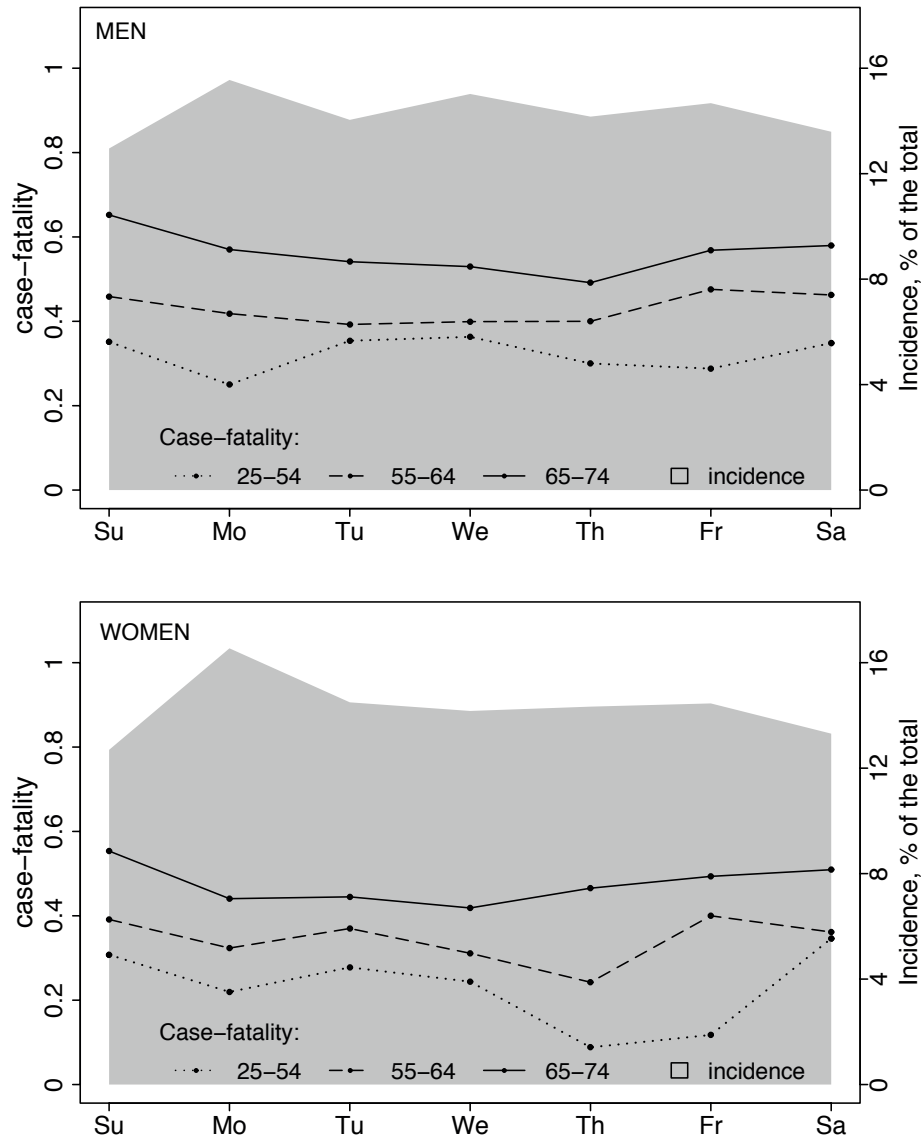 MEN
case–fatality
0
0.2
0.4
0.6
0.8
1
Incidence, % of the total
0
4
8
12
16
Case–fatality:
25–54 55–64 65–74 incidence
Su Mo Tu We Th Fr Sa
WOMEN
case–fatality
0
0.2
0.4
0.6
0.8
1
Incidence, % of the total
0
4
8
12
16
Case–fatality:
25–54 55–64 65–74 incidence
Su Mo Tu We Th Fr Sa